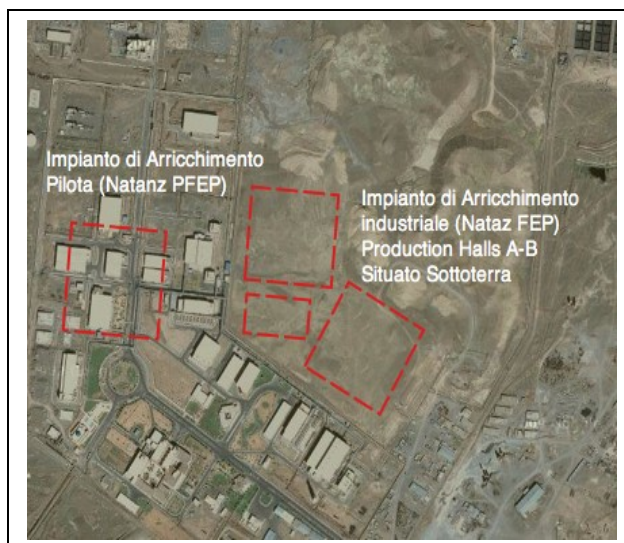 Impianto di Arricchimento
Pilota (Natanz PFEP)
Impianto di Arricchimento
industriale (Nataz FEP)
Production Halls A-B
Situato Sottoterra